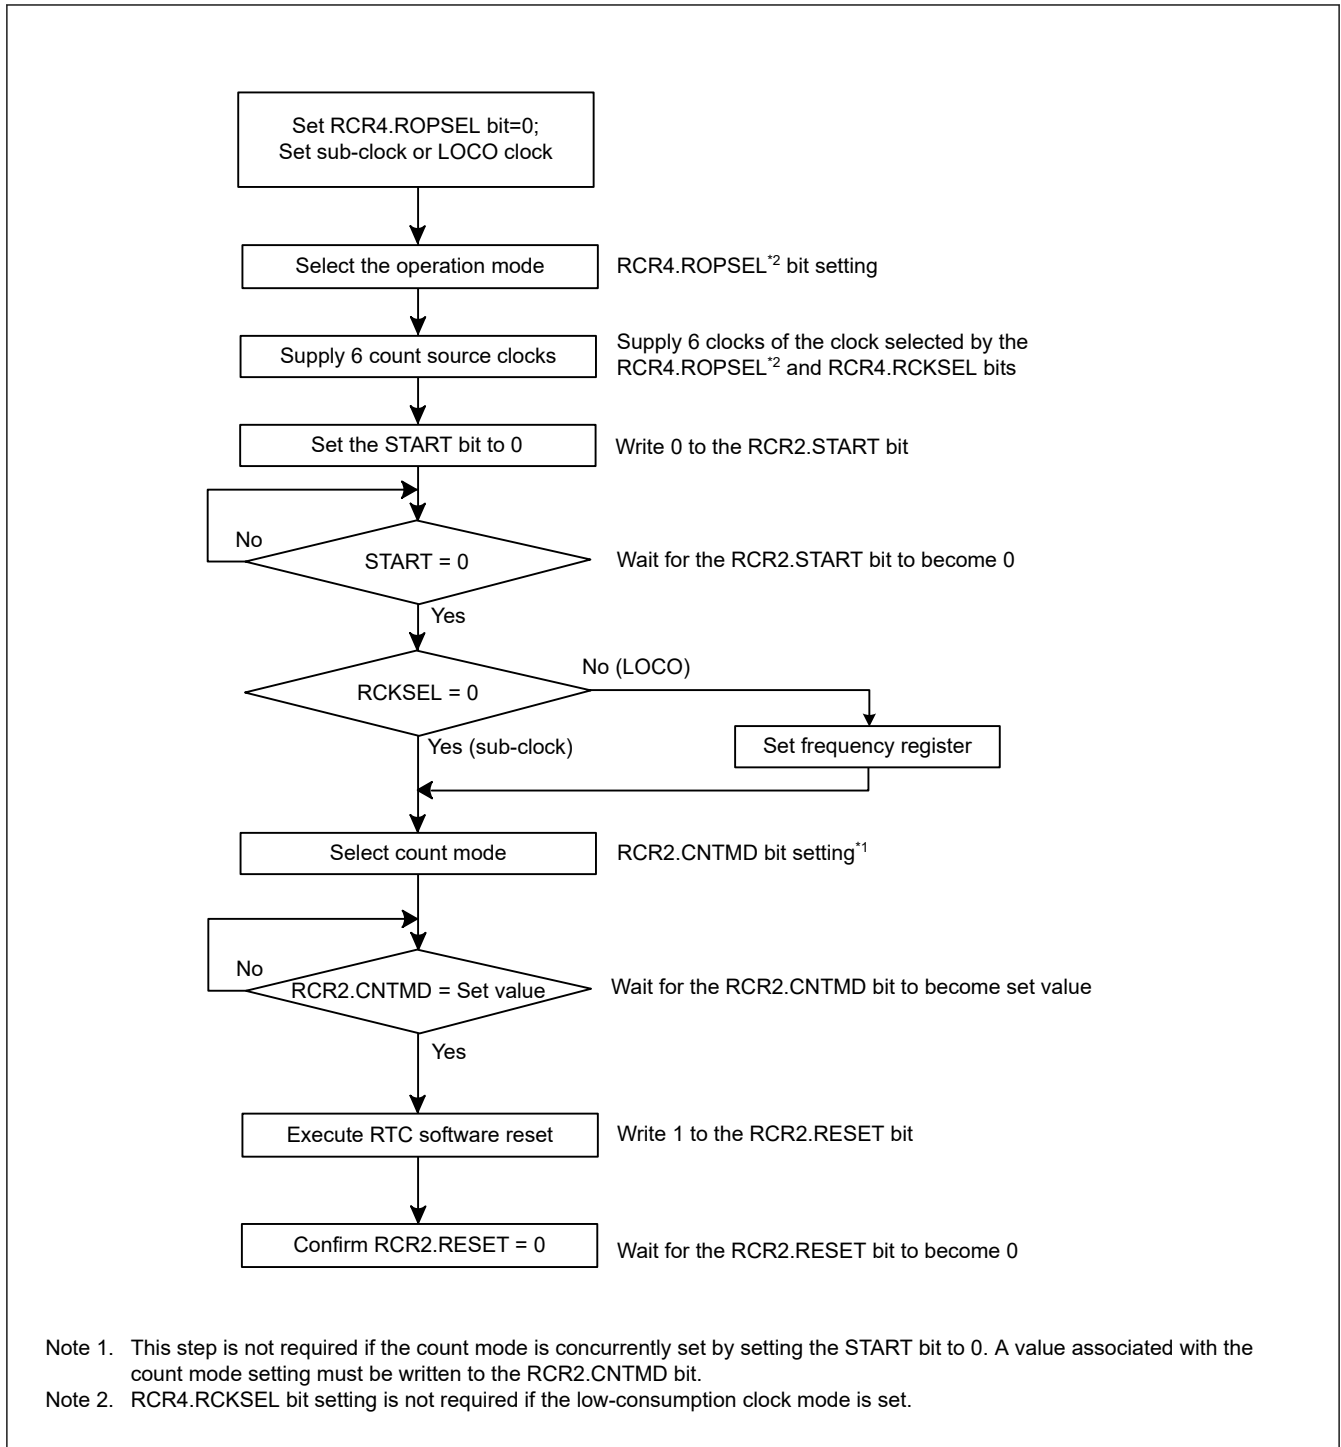 Set RCR4.ROPSEL bit=0;
Set sub-clock or LOCO clock
Select the operation mode
RCR4.ROPSEL*2 bit setting
Supply 6 count source clocks
Supply 6 clocks of the clock selected by the
RCR4.ROPSEL*2 and RCR4.RCKSEL bits
Set the START bit to 0
Write 0 to the RCR2.START bit
No
START = 0
Wait for the RCR2.START bit to become 0
Yes
No (LOCO)
RCKSEL = 0
Yes (sub-clock)
Set frequency register
Select count mode
RCR2.CNTMD bit setting*1
No
RCR2.CNTMD = Set value
Wait for the RCR2.CNTMD bit to become set value
Yes
Execute RTC software reset
Write 1 to the RCR2.RESET bit
Confirm RCR2.RESET = 0
Wait for the RCR2.RESET bit to become 0
Note 1. This step is not required if the count mode is concurrently set by setting the START bit to 0. A value associated with the
count mode setting must be written to the RCR2.CNTMD bit.
Note 2. RCR4.RCKSEL bit setting is not required if the low-consumption clock mode is set.